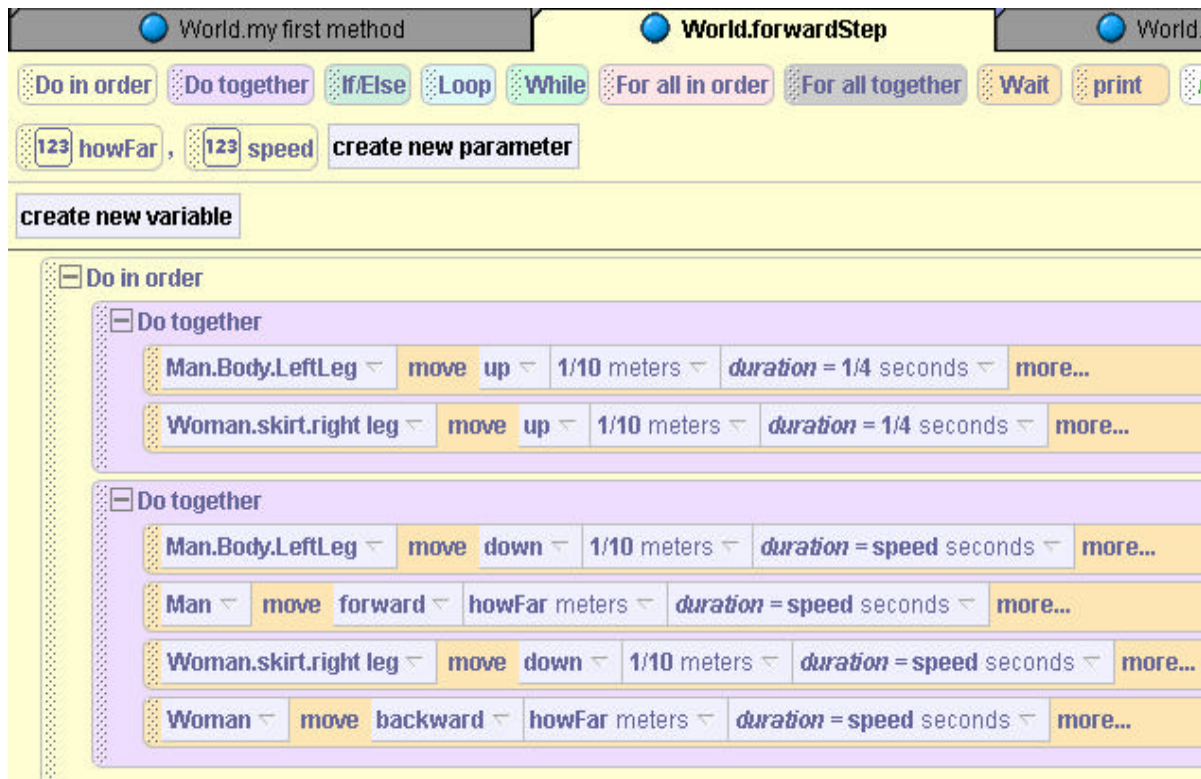 World.my first method World.forwardStep World.
Do in order Do together If/Else Loop While For all in order For all together Wait print
123 howFar , 123 speed create new parameter
create new variable
Do in order
Do together
Man.Body.LeftLeg move up 1/10 meters duration = 1/4 seconds more...
Woman.skirt.right leg move up 1/10 meters duration = 1/4 seconds more...
Do together
Man.Body.LeftLeg move down 1/10 meters duration = speed seconds more...
Man move forward howFar meters duration = speed seconds more...
Woman.skirt.right leg move down 1/10 meters duration = speed seconds more...
Woman move backward howFar meters duration = speed seconds more...